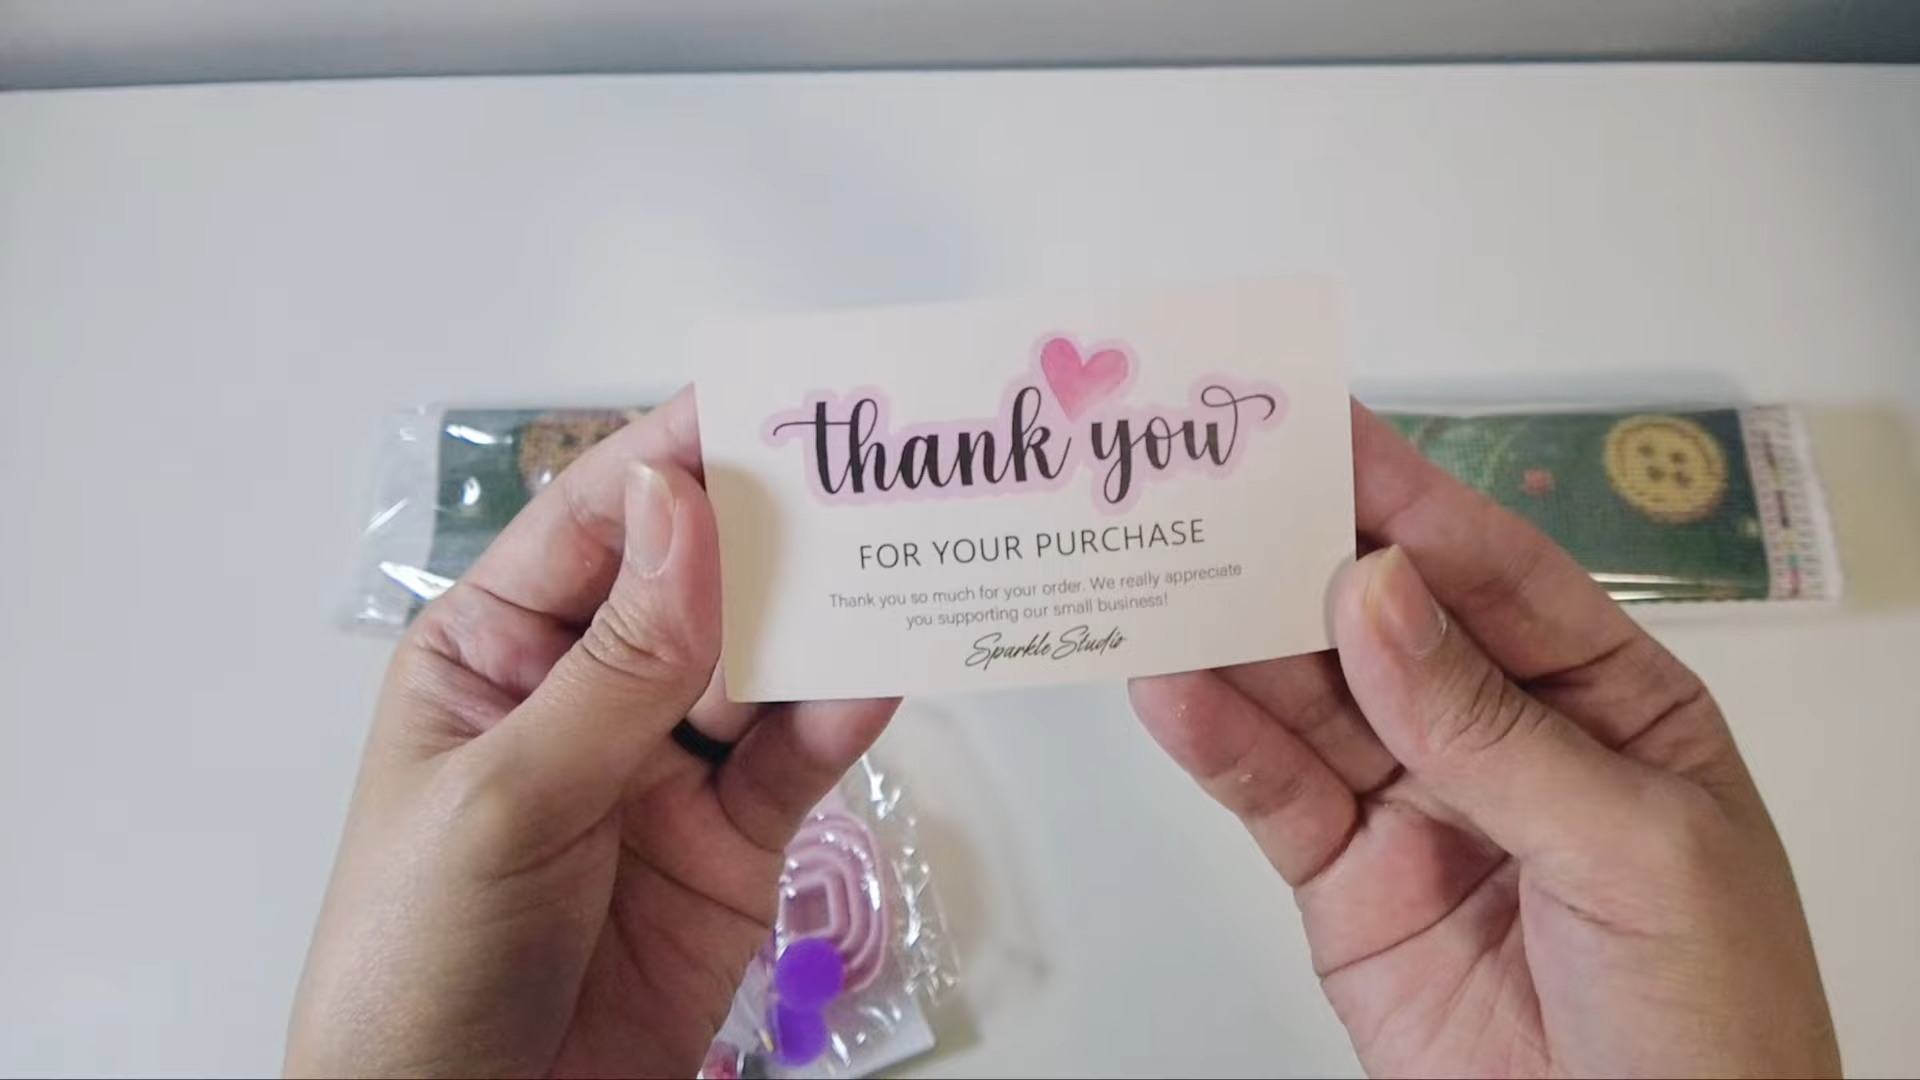 thank you
FOR YOUR PURCHASE
Thank you so much for your order. We really appreciate
you supporting our small business!
Sparkle Studio